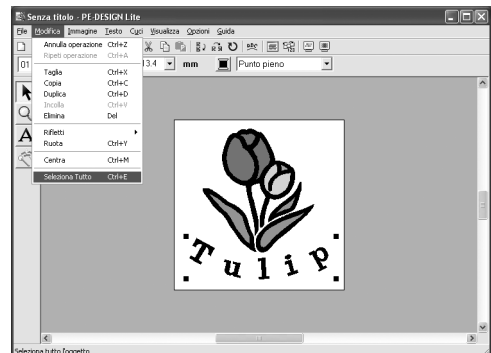 Senza titolo - PE-DESIGN Lite
File Modifica Immagine Testo Cuci Visualizza Opzioni Guida
Annulla operazione Ctrl+Z
Ripeti operazione Ctrl+A
01 13.4 mm Punto pieno
Taglia Ctrl+X
Copia Ctrl+C
Duplica Ctrl+D
Incolla Ctrl+V
Elimina Del
Rifletti
Ruota Ctrl+Y
Centra Ctrl+M
Seleziona Tutto Ctrl+E
A
Tulip
Seleziona tutto l'oggetto